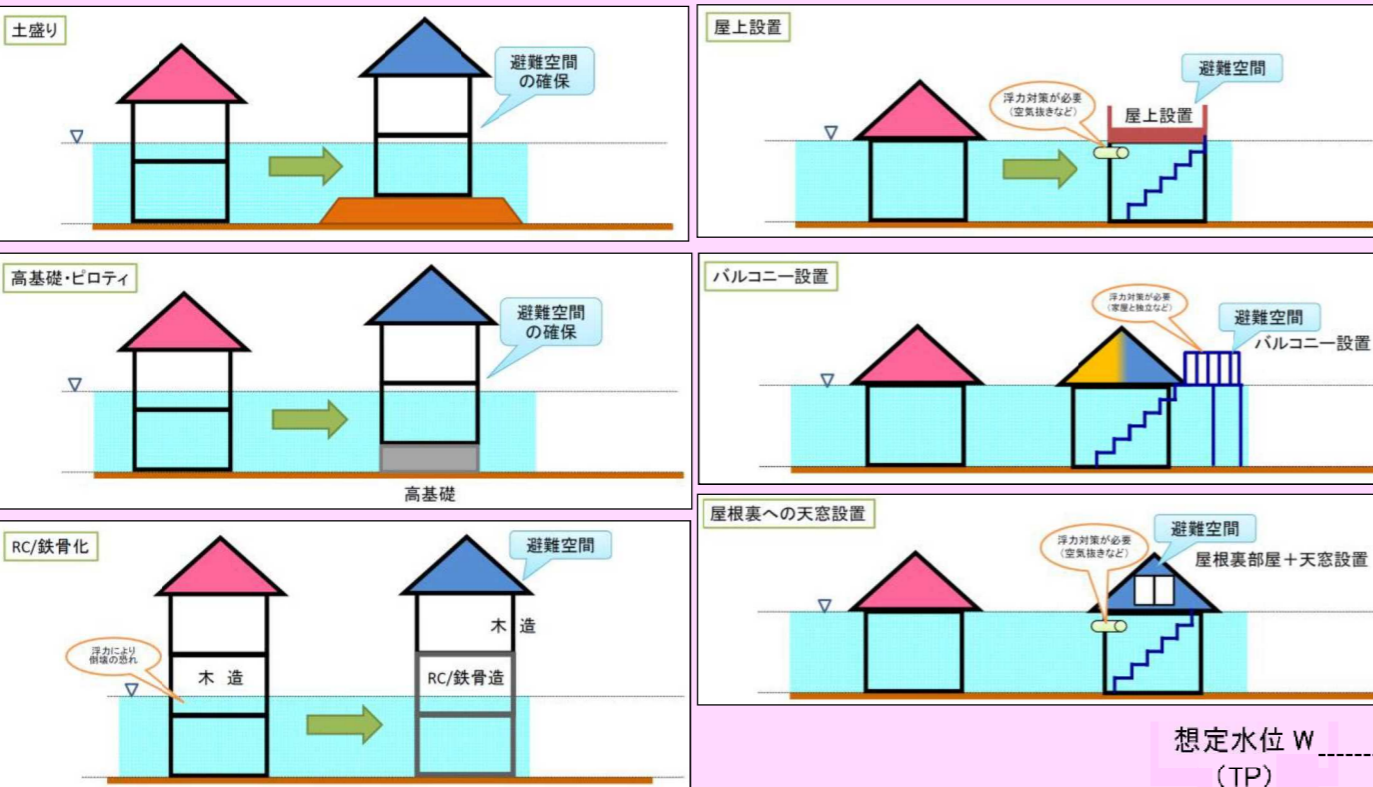 土盛り
避難空間
の確保
高基礎・ピロティ
避難空間
の確保
高基礎
RC/鉄骨化
避難空間
浮力により
倒壊の恐れ
木 造
木 造
RC/鉄骨造
屋上設置
避難空間
浮力対策が必要
(空気抜きなど)
屋上設置
バルコニー設置
浮力対策が必要
(家屋と独立など)
避難空間
バルコニー設置
屋根裏への天窓設置
浮力対策が必要
(空気抜きなど)
避難空間
屋根裏部屋+天窓設置
想定水位 W
(TP)